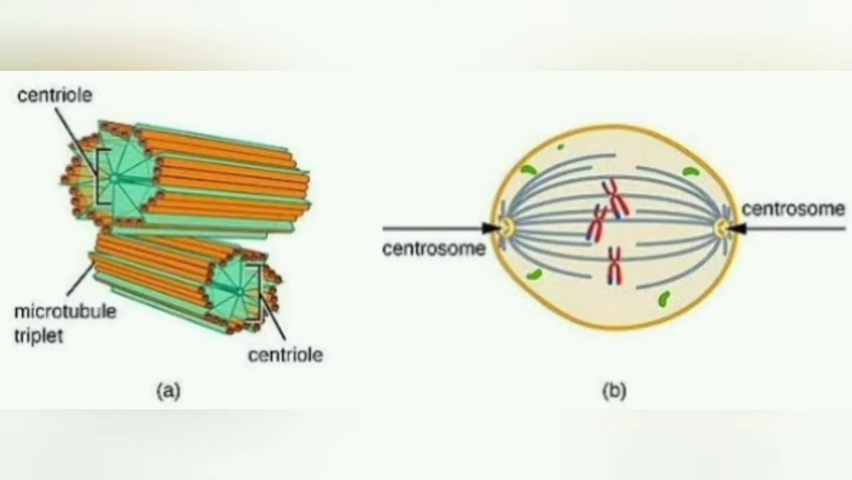 centriole
microtubule
triplet
centriole
(a)
centrosome
centrosome
(b)